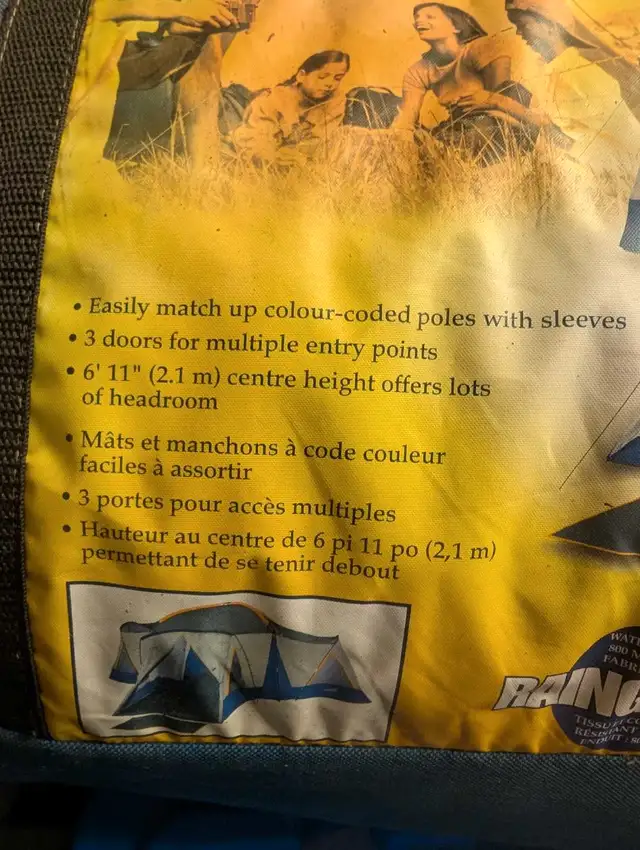 • Easily match up colour-coded poles with sleeves
• 3 doors for multiple entry points
• 6' 11" (2.1 m) centre height offers lots
of headroom
• Mâts et manchons à code couleur
faciles à assortir
• 3 portes pour accès multiples
• Hauteur au centre de 6 pi 11 po (2,1 m)
permettant de se tenir debout
800